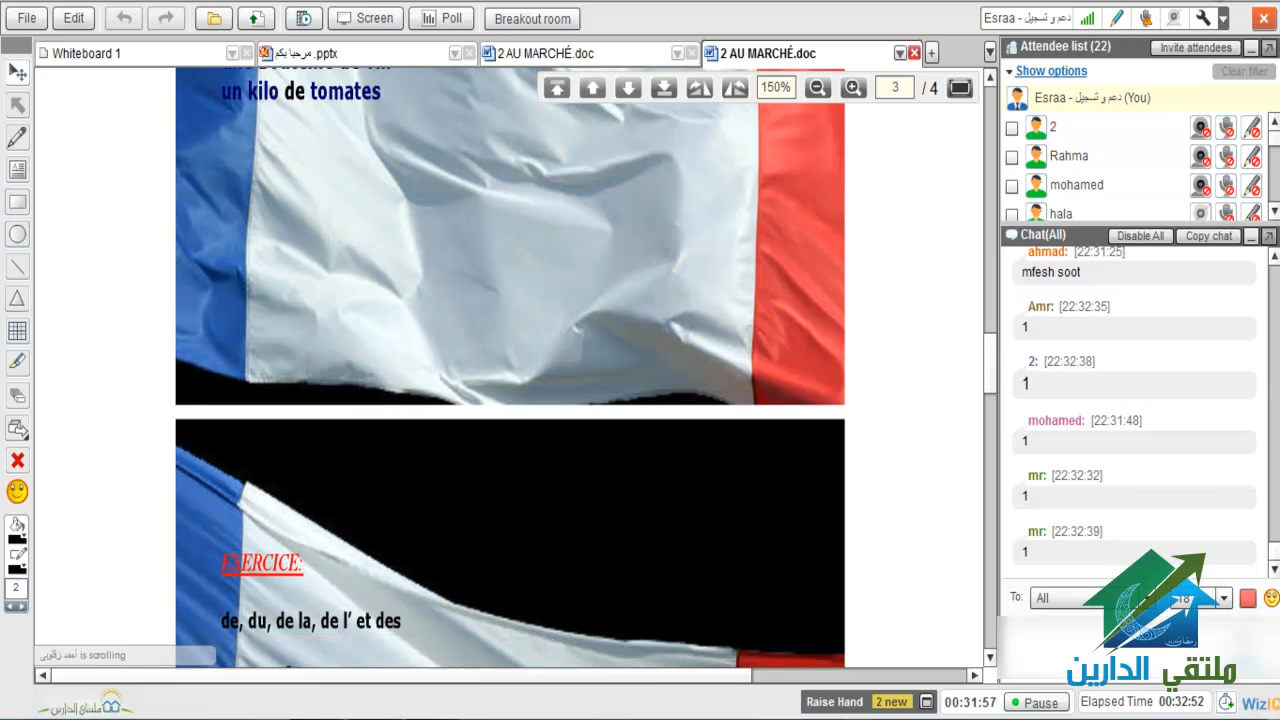 File
Edit
Screen
Poll
Breakout room
Esraa - دعم و تسجيل
Whiteboard 1
مرحبا بكم .pptx
2 AU MARCHÉ.doc
2 AU MARCHÉ.doc
Attendee list (22)
Invite attendees
Show options
Clear filter
Esraa - دعم و تسجيل (You)
2
Rahma
mohamed
hala
un kilo de tomates
150%
3 / 4
Chat(All)
Disable All
Copy chat
ahmad: [22:31:25]
mfesh soot
Amr: [22:32:35]
1
2: [22:32:38]
1
mohamed: [22:31:48]
1
mr: [22:32:32]
1
mr: [22:32:39]
1
EXERCICE:
de, du, de la, de l’ et des
To: All
18
2
أحمد زقلوبى is scrolling
ملتقي الدارين
Raise Hand
2 new
00:31:57
Pause
Elapsed Time 00:32:52
WizIQ